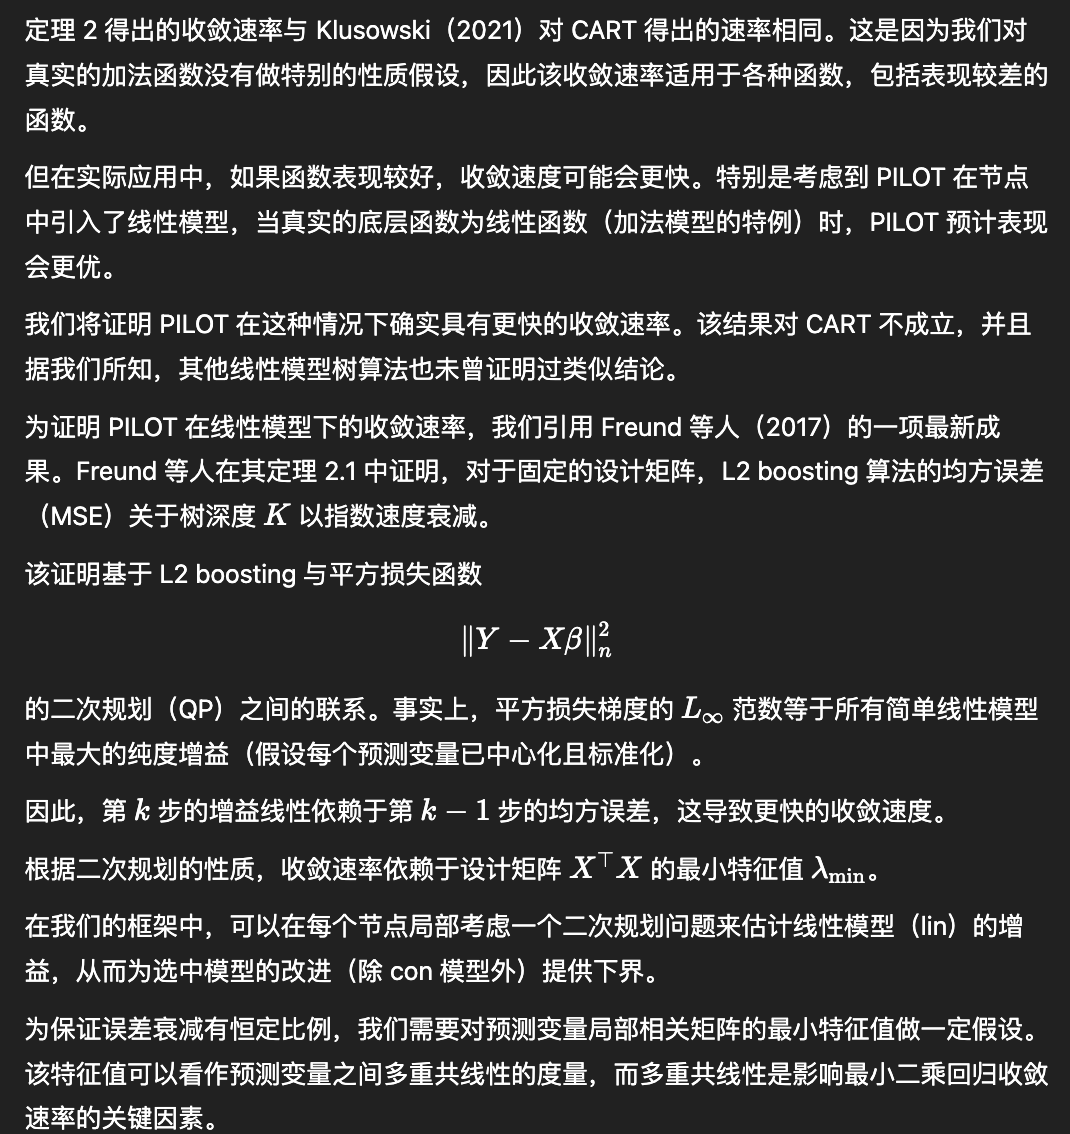 定理 2 得出的收敛速率与 Klusowski（2021）对 CART 得出的速率相同。这是因为我们对
真实的加法函数没有做特别的性质假设，因此该收敛速率适用于各种函数，包括表现较差的
函数。
但在实际应用中，如果函数表现较好，收敛速度可能会更快。特别是考虑到 PILOT 在节点
中引入了线性模型，当真实的底层函数为线性函数（加法模型的特例）时，PILOT 预计表现
会更优。
我们将证明 PILOT 在这种情况下确实具有更快的收敛速率。该结果对 CART 不成立，并且
据我们所知，其他线性模型树算法也未曾证明过类似结论。
为证明 PILOT 在线性模型下的收敛速率，我们引用 Freund 等人（2017）的一项最新成
果。Freund 等人在其定理 2.1 中证明，对于固定的设计矩阵，L2 boosting 算法的均方误差
（MSE）关于树深度 K 以指数速度衰减。
该证明基于 L2 boosting 与平方损失函数
‖Y − Xβ‖²ₙ
的二次规划（QP）之间的联系。事实上，平方损失梯度的 L∞ 范数等于所有简单线性模型
中最大的纯度增益（假设每个预测变量已中心化且标准化）。
因此，第 k 步的增益线性依赖于第 k − 1 步的均方误差，这导致更快的收敛速度。
根据二次规划的性质，收敛速率依赖于设计矩阵 X⊤X 的最小特征值 λmin。
在我们的框架中，可以在每个节点局部考虑一个二次规划问题来估计线性模型（lin）的增
益，从而为选中模型的改进（除 con 模型外）提供下界。
为保证误差衰减有恒定比例，我们需要对预测变量局部相关矩阵的最小特征值做一定假设。
该特征值可以看作预测变量之间多重共线性的度量，而多重共线性是影响最小二乘回归收敛
速率的关键因素。